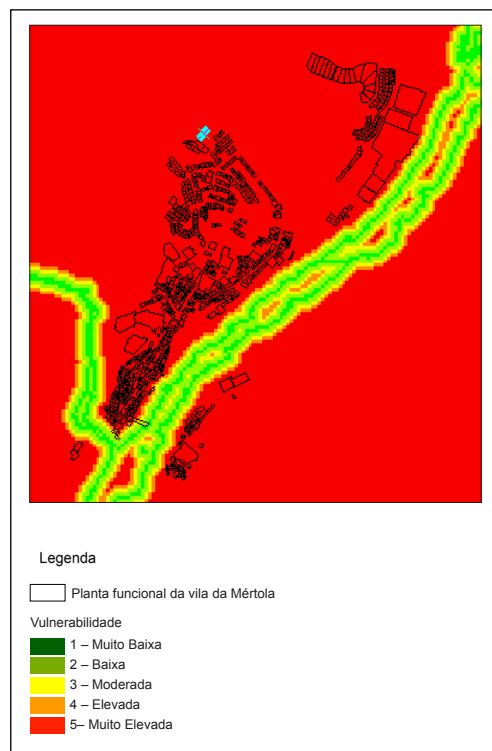 Legenda
Planta funcional da vila da Mértola
Vulnerabilidade
1 – Muito Baixa
2 – Baixa
3 – Moderada
4 – Elevada
5– Muito Elevada